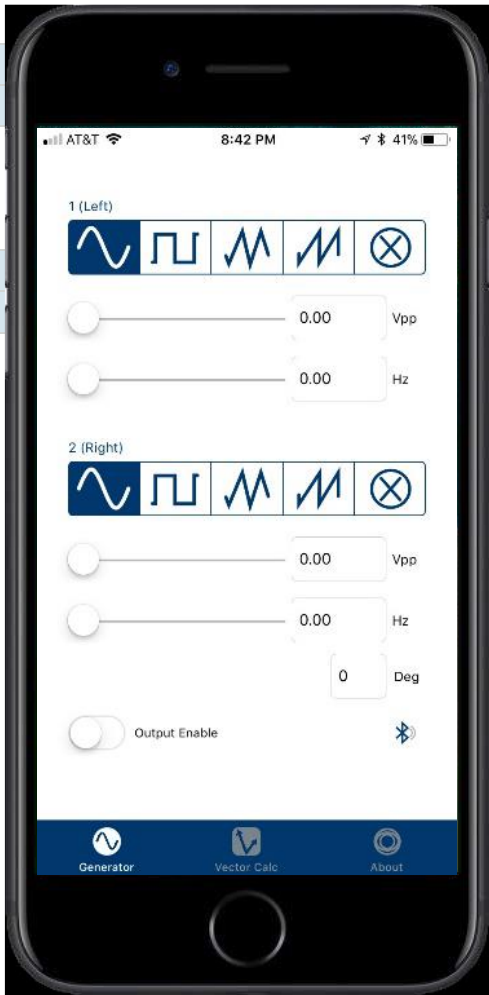 AT&T 8:42 PM 41%
1 (Left)
0.00 Vpp
0.00 Hz
2 (Right)
0.00 Vpp
0.00 Hz
0 Deg
Output Enable
Generator Vector Calc About